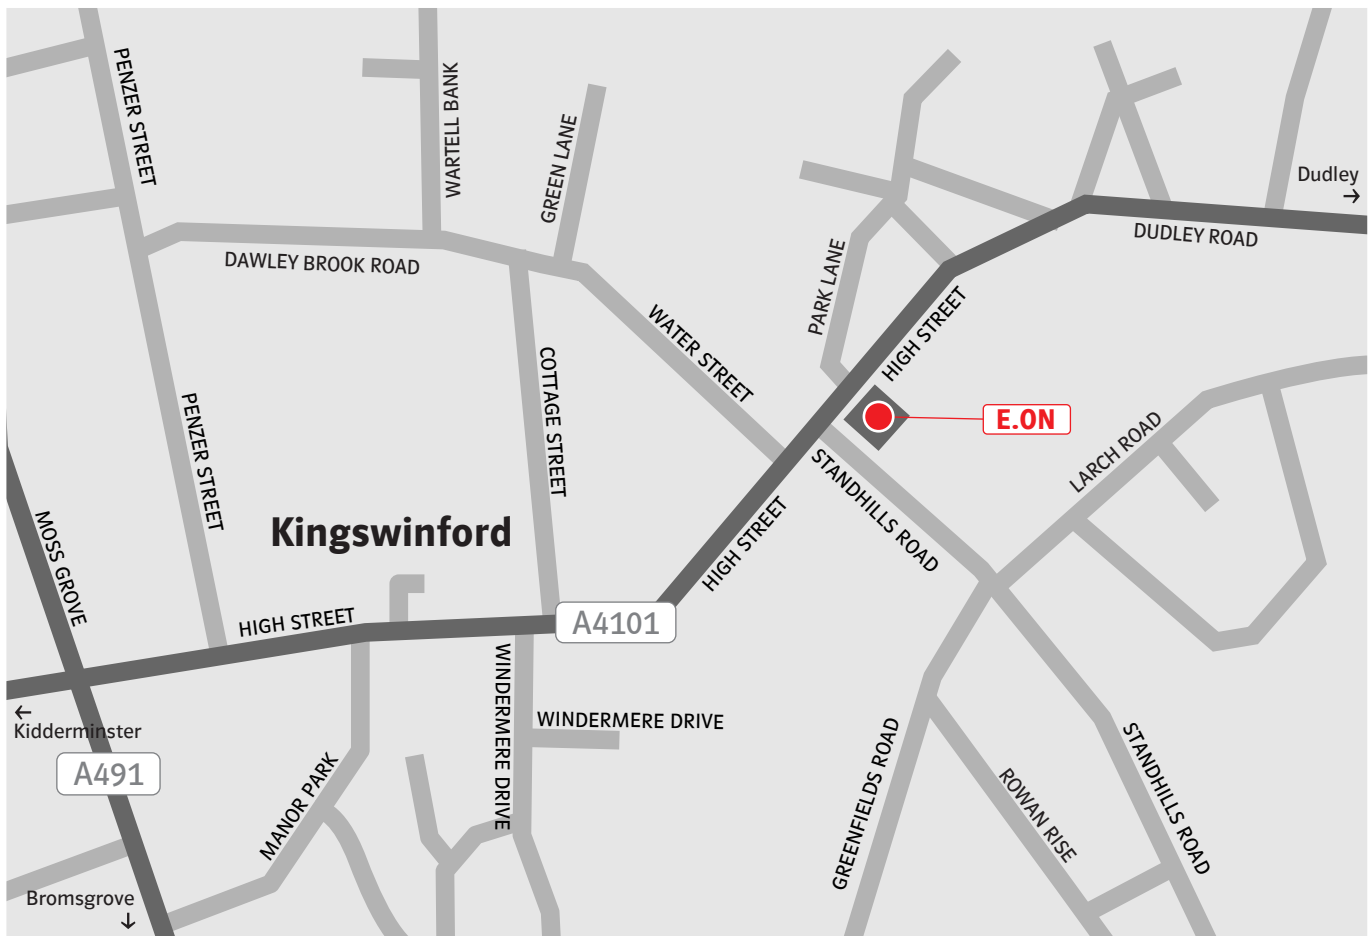 PENZER STREET
WARTELL BANK
GREEN LANE
Dudley
→
DUDLEY ROAD
DAWLEY BROOK ROAD
PARK LANE
HIGH STREET
WATER STREET
COTTAGE STREET
PENZER STREET
E.ON
LARCH ROAD
STANDHILLS ROAD
MOSS GROVE
Kingswinford
HIGH STREET
HIGH STREET
A4101
WINDERMERE DRIVE
←
Kidderminster
WINDERMERE DRIVE
A491
MANOR PARK
GREENFIELDS ROAD
ROWAN RISE
STANDHILLS ROAD
Bromsgrove
↓